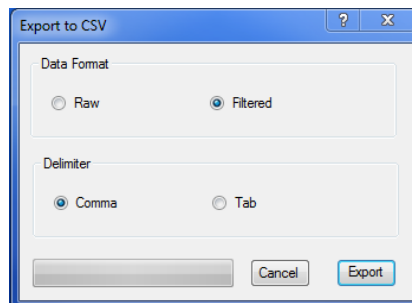 Export to CSV
Data Format
Raw Filtered
Delimiter
Comma Tab
Cancel Export